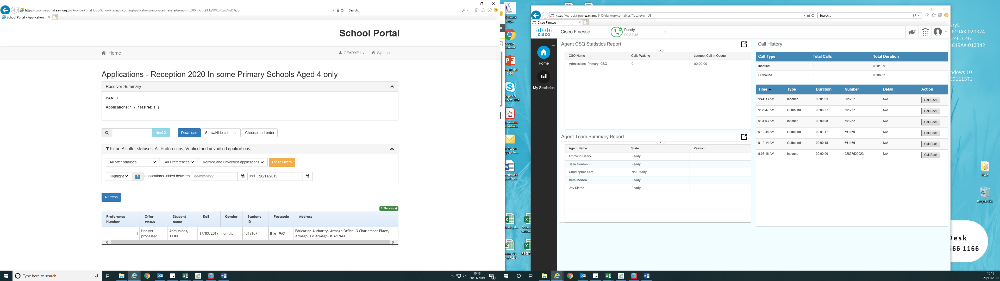 https://providerportal.eani.org.uk/ProviderPortal_LIVE/SchoolPlaces/IncomingApplications?encryptedTransferGroupId=zORkmOtlc9T3gNVXgltLow%3D%3D
Search...
School Portal - Application...
School Portal
Home
GEARYEJ
Sign out
Applications - Reception 2020 In some Primary Schools Aged 4 only
Receiver Summary
PAN: 0
Applications: 1 ( 1st Pref: 1 )
Next
Download
Show/Hide columns
Choose sort order
Filter: All offer statuses, All Preferences, Verified and unverified applications
All offer statuses
All Preferences
Verified and unverified applications
Clear Filters
Highlight
0
applications added between
dd/mm/yyyy
and
28/11/2019
Refresh
1 Student(s)
Preference Number
Offer status
Student name
DoB
Gender
Student ID
Postcode
Address
1
Not yet processed
Admissions, Test4
17/03/2017
Female
1318107
BT61 9AX
Education Authority, Armagh Office, 3 Charlemont Place,
Armagh, Co Armagh, BT61 9AX
Type here to search
10:18
28/11/2019
2
ifs
Oracle
Login
Google
Chrome
2016
PDF
Confirmed
https://ea-uccx-pub.esani.net:8445/desktop/container/?locale=en_US
Search...
Cisco Finesse
CISCO
Cisco Finesse
Ready
00:32:45
Home
My Statistics
Agent CSQ Statistics Report
CSQ Name
Calls Waiting
Longest Call in Queue
Admissions_Primary_CSQ
0
00:00:00
Agent Team Summary Report
Agent Name
State
Reason
EmmaJo Geary
Ready
Jean Gordon
Ready
Christopher Kerr
Not Ready
Beth Morton
Ready
Joy Sinton
Ready
Call History
Call Type
Total Calls
Total Duration
Inbound
3
00:01:09
Outbound
3
00:08:32
Time
Type
Duration
Number
Detail
Action
9:44:33 AM
Inbound
00:01:01
501252
N/A
Call Back
9:36:47 AM
Outbound
00:06:27
501252
N/A
Call Back
9:34:53 AM
Inbound
00:00:08
501252
N/A
Call Back
9:12:44 AM
Outbound
00:01:47
661166
N/A
Call Back
9:12:14 AM
Outbound
00:00:18
661166
N/A
Call Back
9:06:16 AM
Inbound
00:00:00
02837522023
N/A
Call Back
aryE
-619AX-020324
246.7.46
-619AX-013342
ndows 10
C91115T1
Hols
Recycle Bin
Desk
566 1166
10:18
28/11/2019